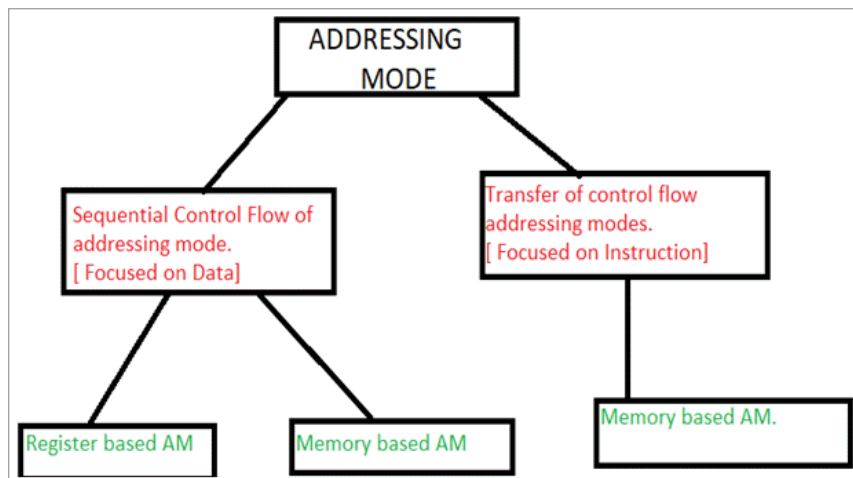 ADDRESSING
MODE
Sequential Control Flow of
addressing mode.
[ Focused on Data]
Transfer of control flow
addressing modes.
[ Focused on Instruction]
Register based AM
Memory based AM
Memory based AM.